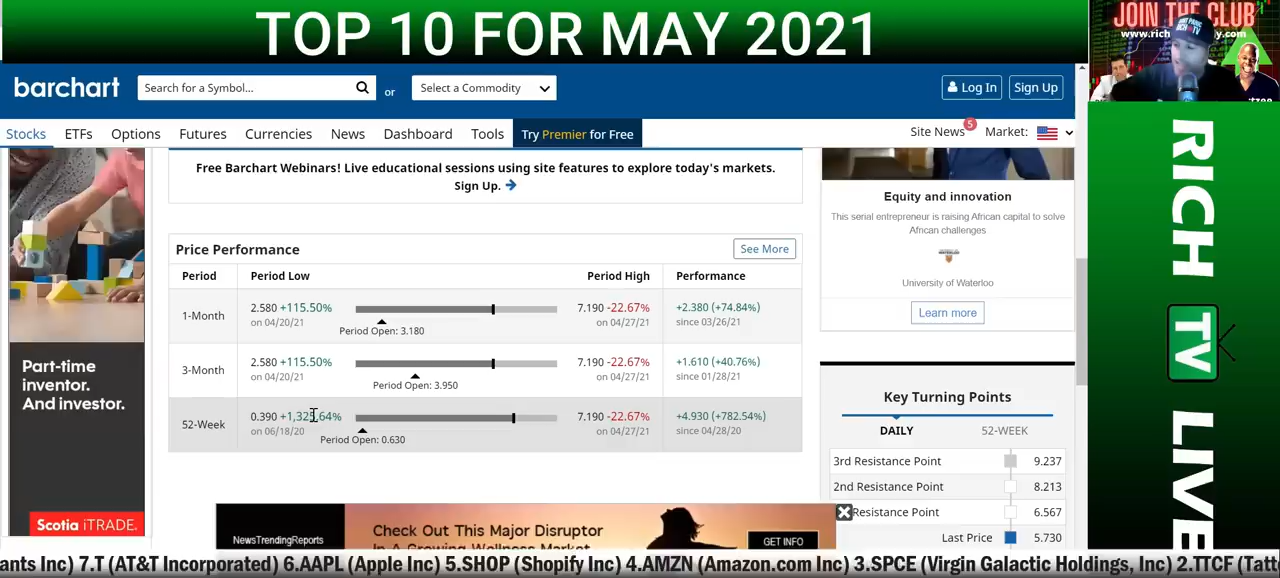 TOP 10 FOR MAY 2021
JOIN THE CLUB
barchart
Search for a Symbol...
or
Select a Commodity
Log In
Sign Up
Stocks ETFs Options Futures Currencies News Dashboard Tools Try Premier for Free
Site News 5 Market:
Free Barchart Webinars! Live educational sessions using site features to explore today's markets.
Sign Up.
Price Performance
See More
Period Period Low Period High Performance
1-Month 2.580 +115.50% 7.190 -22.67% +2.380 (+74.84%)
on 04/20/21 on 04/27/21 since 03/26/21
Period Open: 3.180
3-Month 2.580 +115.50% 7.190 -22.67% +1.610 (+40.76%)
on 04/20/21 on 04/27/21 since 01/28/21
Period Open: 3.950
52-Week 0.390 7.190 -22.67% +4.930 (+782.54%)
on 06/18/20 on 04/27/21 since 04/28/20
Period Open: 0.630
Part-time
investor.
And investor.
Scotia iTRADE
Equity and innovation
This serial entrepreneur is raising African capital to solve
African challenges
University of Waterloo
Learn more
Key Turning Points
DAILY 52-WEEK
3rd Resistance Point 9.237
2nd Resistance Point 8.213
Resistance Point 6.567
Last Price 5.730
NewsTrendingReports
Check Out This Major Disruptor
In A Growing Wellness Market
GET INFO
RICH
TV
LIVE
ants Inc) 7.T (AT&T Incorporated) 6.AAPL (Apple Inc) 5.SHOP (Shopify Inc) 4.AMZN (Amazon.com Inc) 3.SPCE (Virgin Galactic Holdings, Inc) 2.TTCF (Tatt